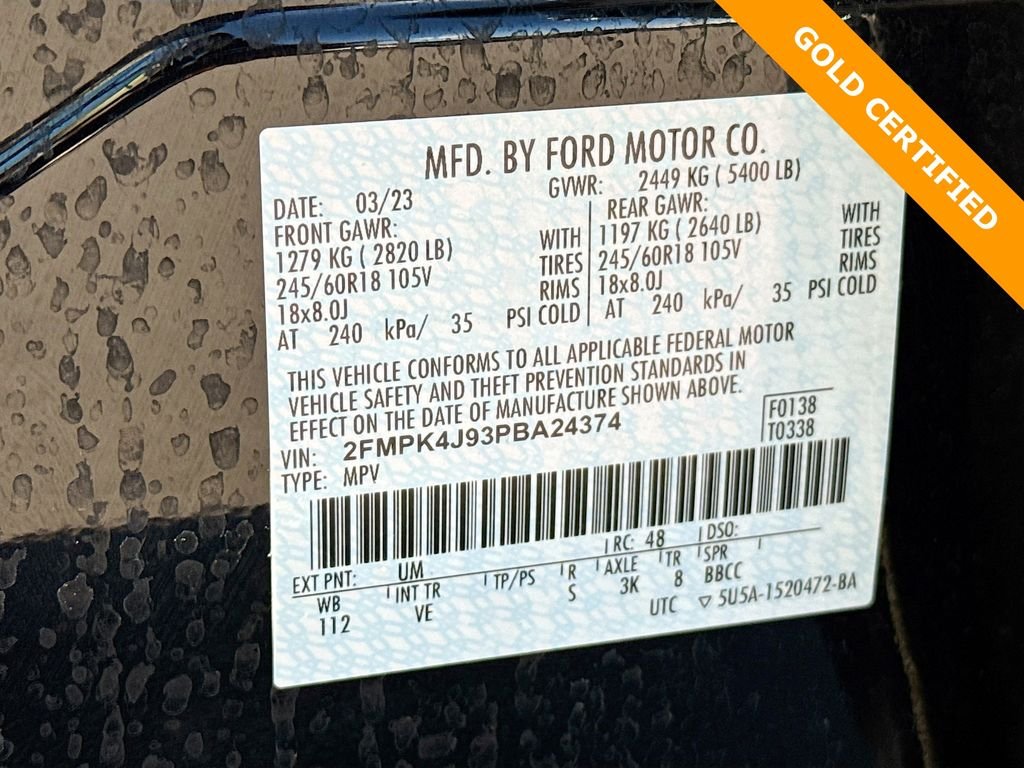 GOLD CERTIFIED
MFD. BY FORD MOTOR CO.
DATE: 03/23 GVWR: 2449 KG ( 5400 LB)
FRONT GAWR: REAR GAWR:
1279 KG ( 2820 LB) WITH 1197 KG ( 2640 LB) WITH
245/60R18 105V TIRES 245/60R18 105V TIRES
18x8.0J RIMS 18x8.0J RIMS
AT 240 kPa/ 35 PSI COLD AT 240 kPa/ 35 PSI COLD
THIS VEHICLE CONFORMS TO ALL APPLICABLE FEDERAL MOTOR
VEHICLE SAFETY AND THEFT PREVENTION STANDARDS IN
EFFECT ON THE DATE OF MANUFACTURE SHOWN ABOVE.
VIN: 2FMPK4J93PBA24374 F0138
TYPE: MPV T0338
EXT PNT: UM RC: 48 DSO:
WB INT TR TP/PS R AXLE TR SPR
112 VE S 3K 8 BBCC
UTC ▽ 5U5A-1520472-BA